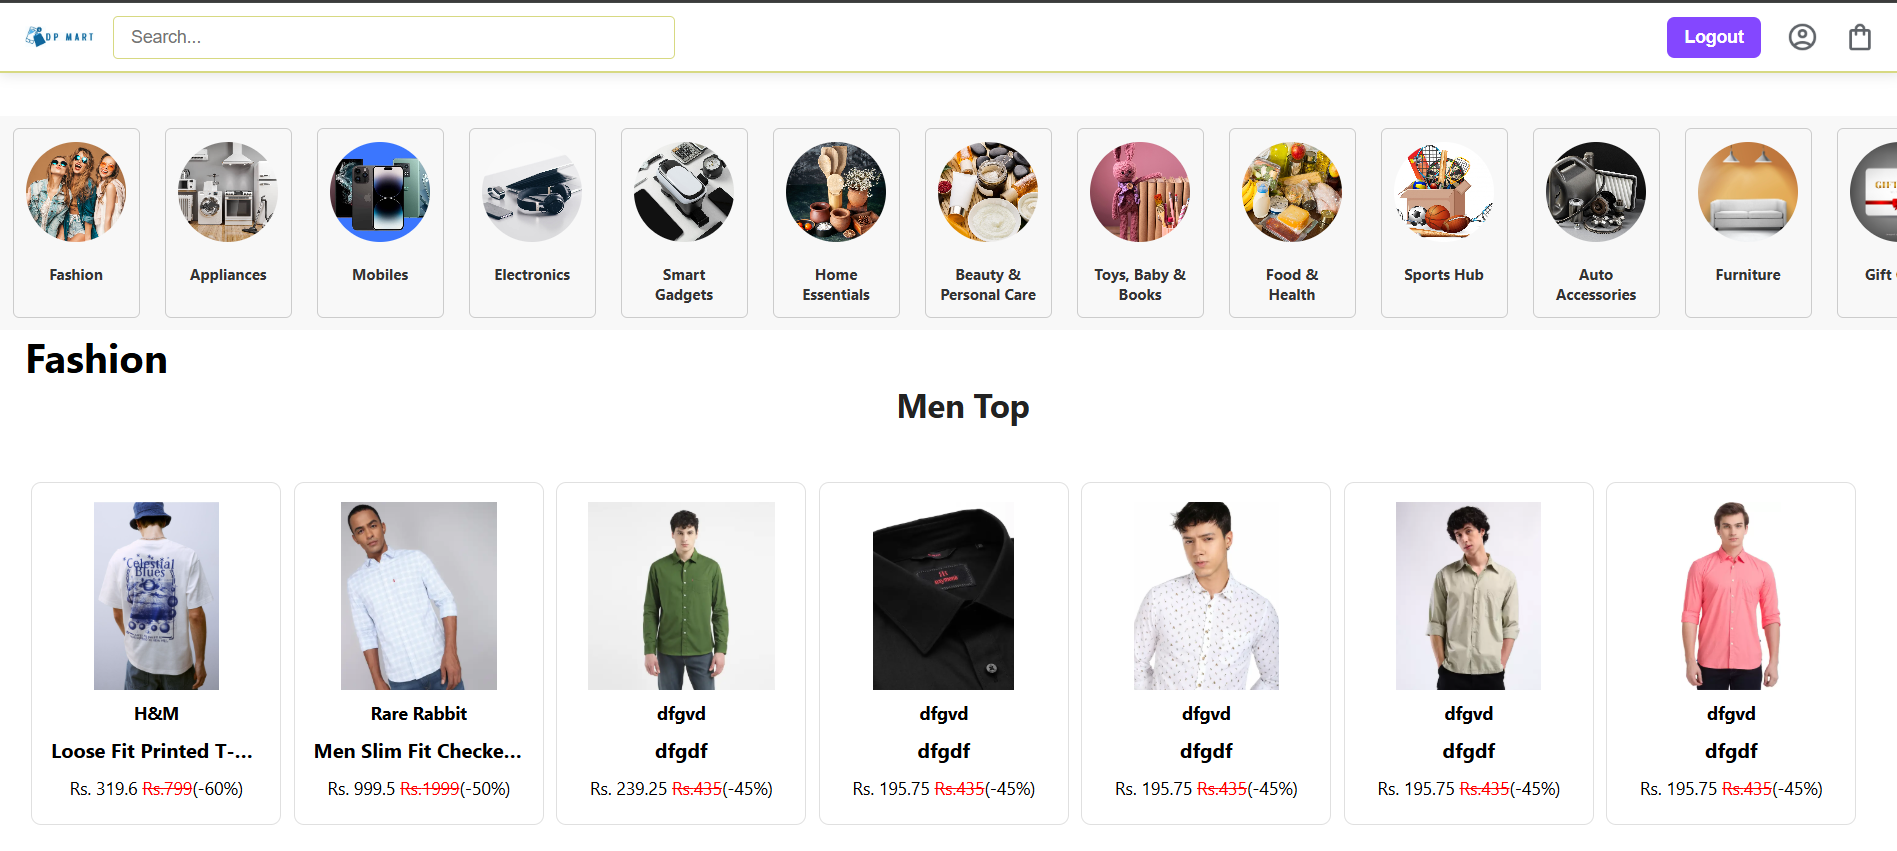 DP MART
Search...
Logout
Fashion
Appliances
Mobiles
Electronics
Smart
Gadgets
Home
Essentials
Beauty &
Personal Care
Toys, Baby &
Books
Food &
Health
Sports Hub
Auto
Accessories
Furniture
GIFT
Gift
Fashion
Men Top
Celestial
Blues
H&M
Loose Fit Printed T-...
Rs. 319.6 Rs.799(-60%)
Rare Rabbit
Men Slim Fit Checke...
Rs. 999.5 Rs.1999(-50%)
dfgvd
dfgdf
Rs. 239.25 Rs.435(-45%)
dfgvd
dfgdf
Rs. 195.75 Rs.435(-45%)
dfgvd
dfgdf
Rs. 195.75 Rs.435(-45%)
dfgvd
dfgdf
Rs. 195.75 Rs.435(-45%)
dfgvd
dfgdf
Rs. 195.75 Rs.435(-45%)